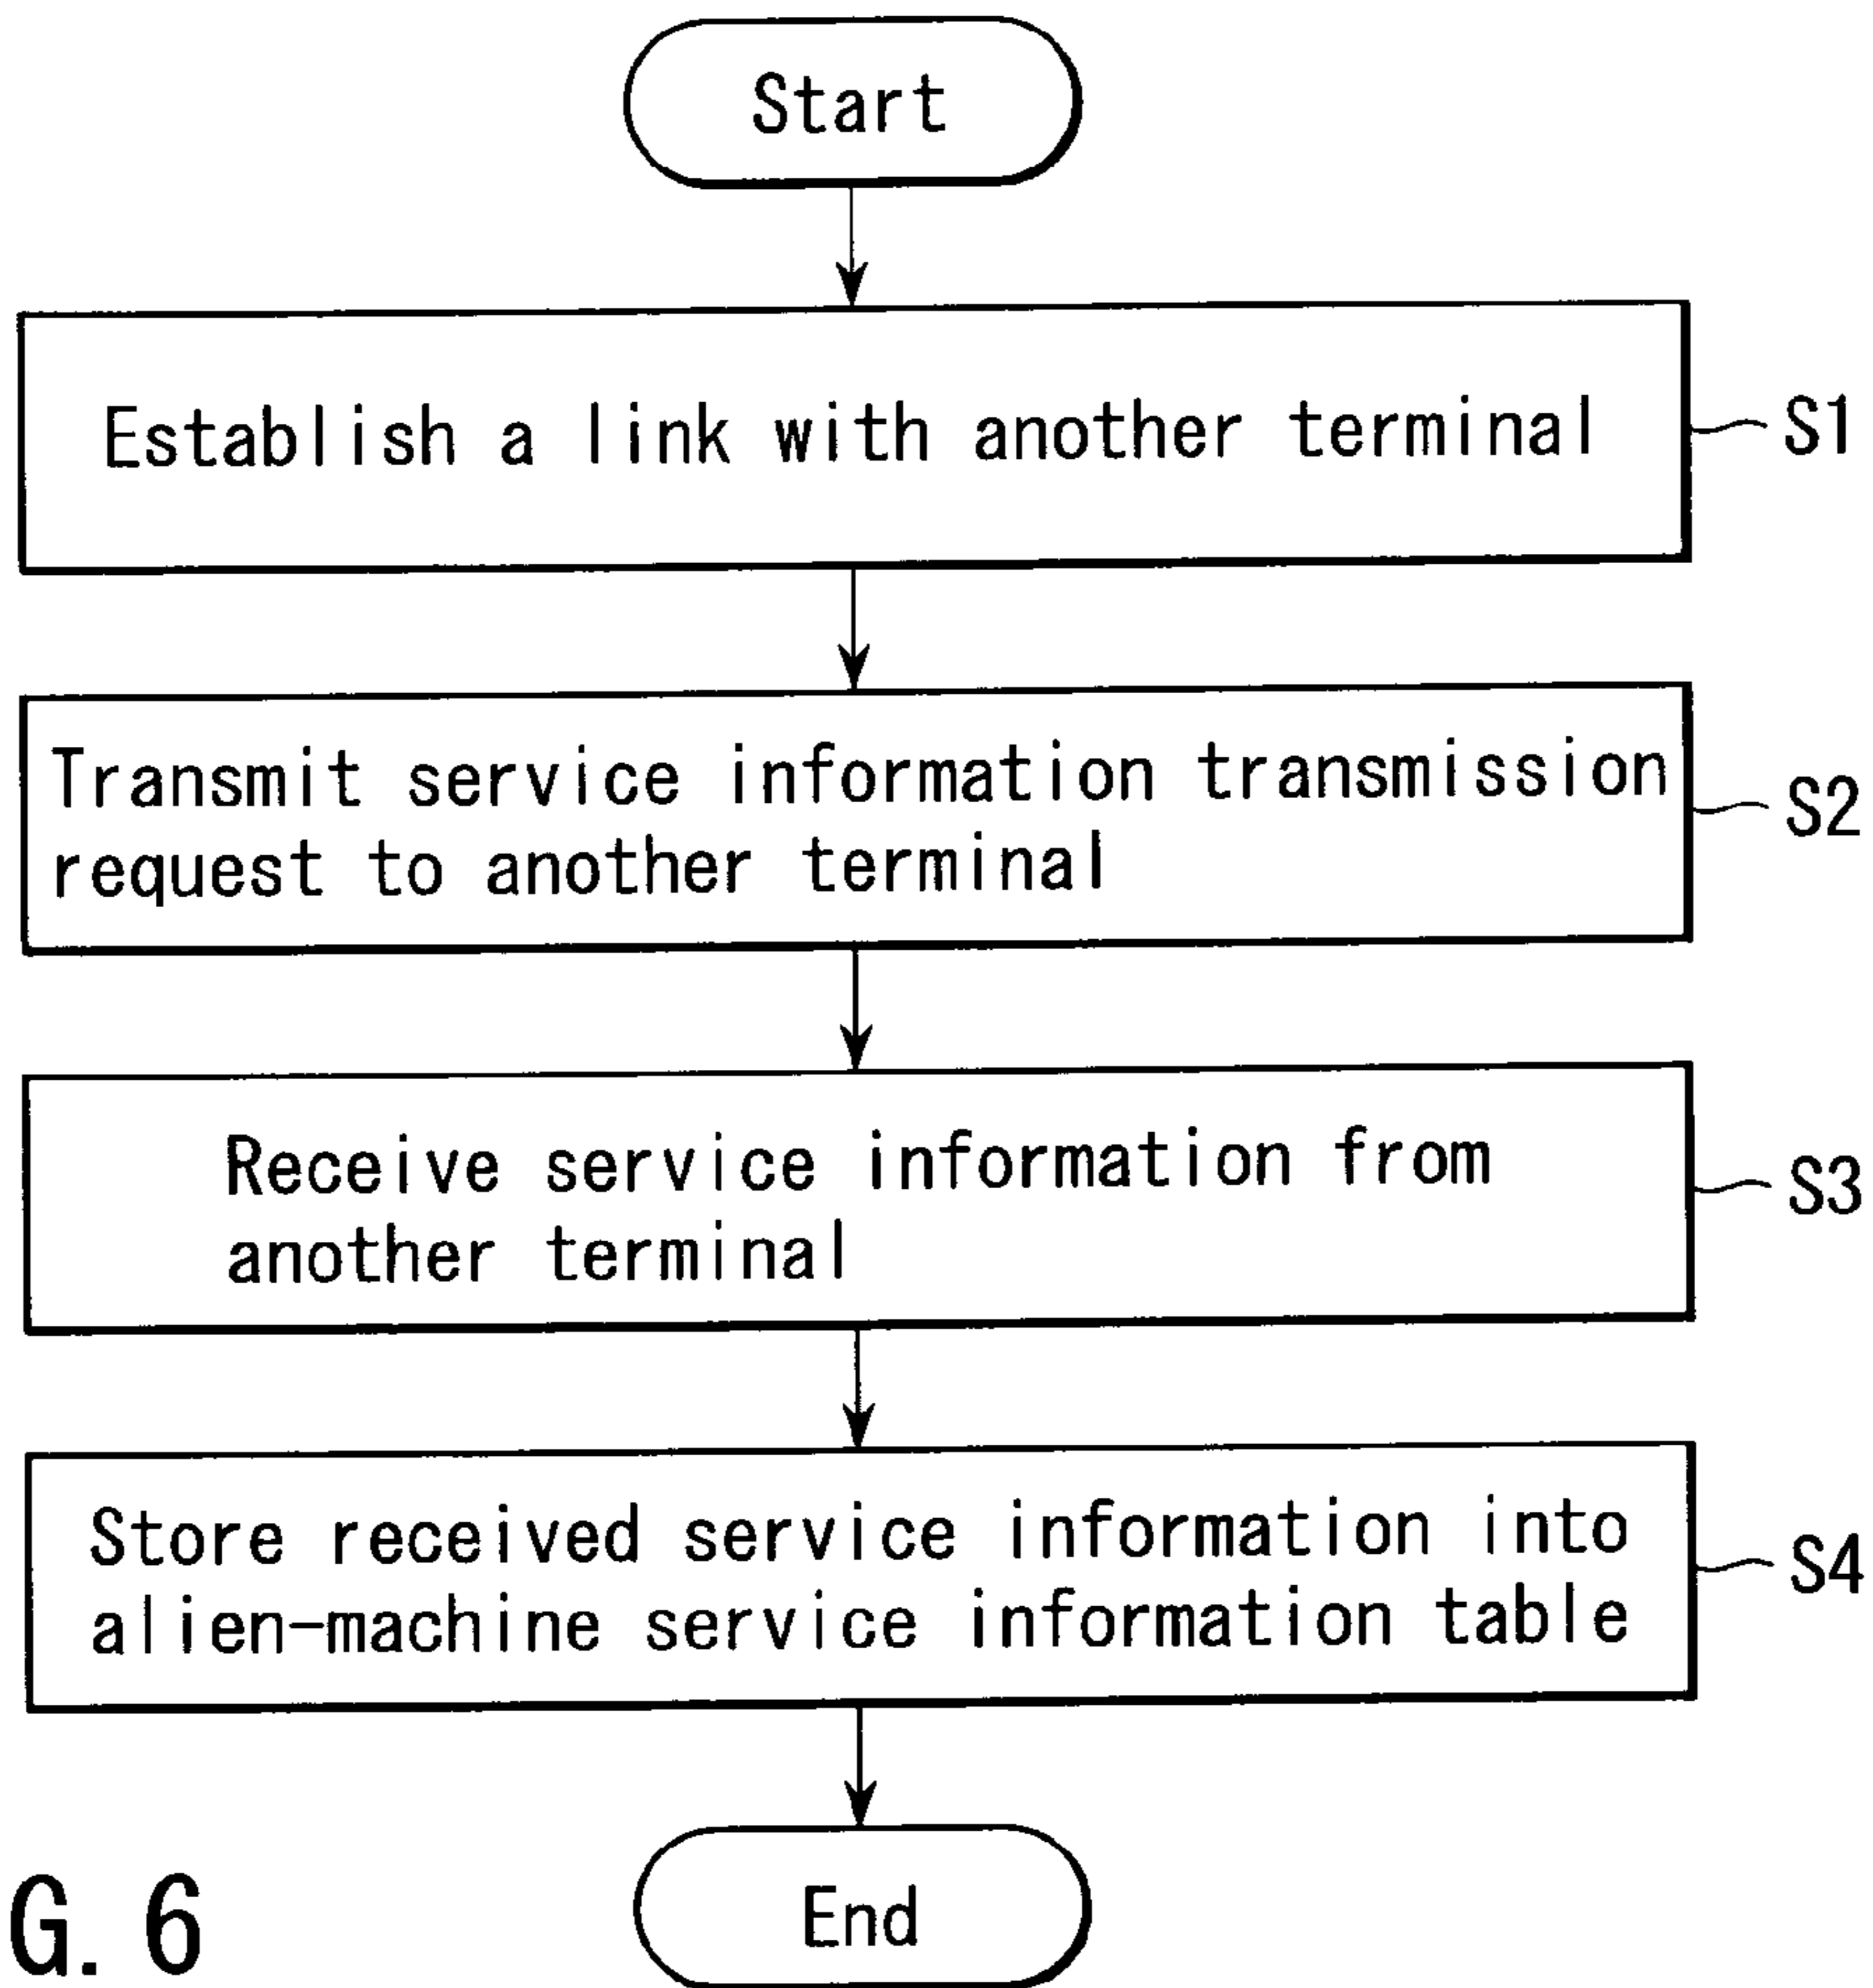 Start
Establish a link with another terminal
S1
Transmit service information transmission
request to another terminal
S2
Receive service information from
another terminal
S3
Store received service information into
alien-machine service information table
S4
End
G. 6